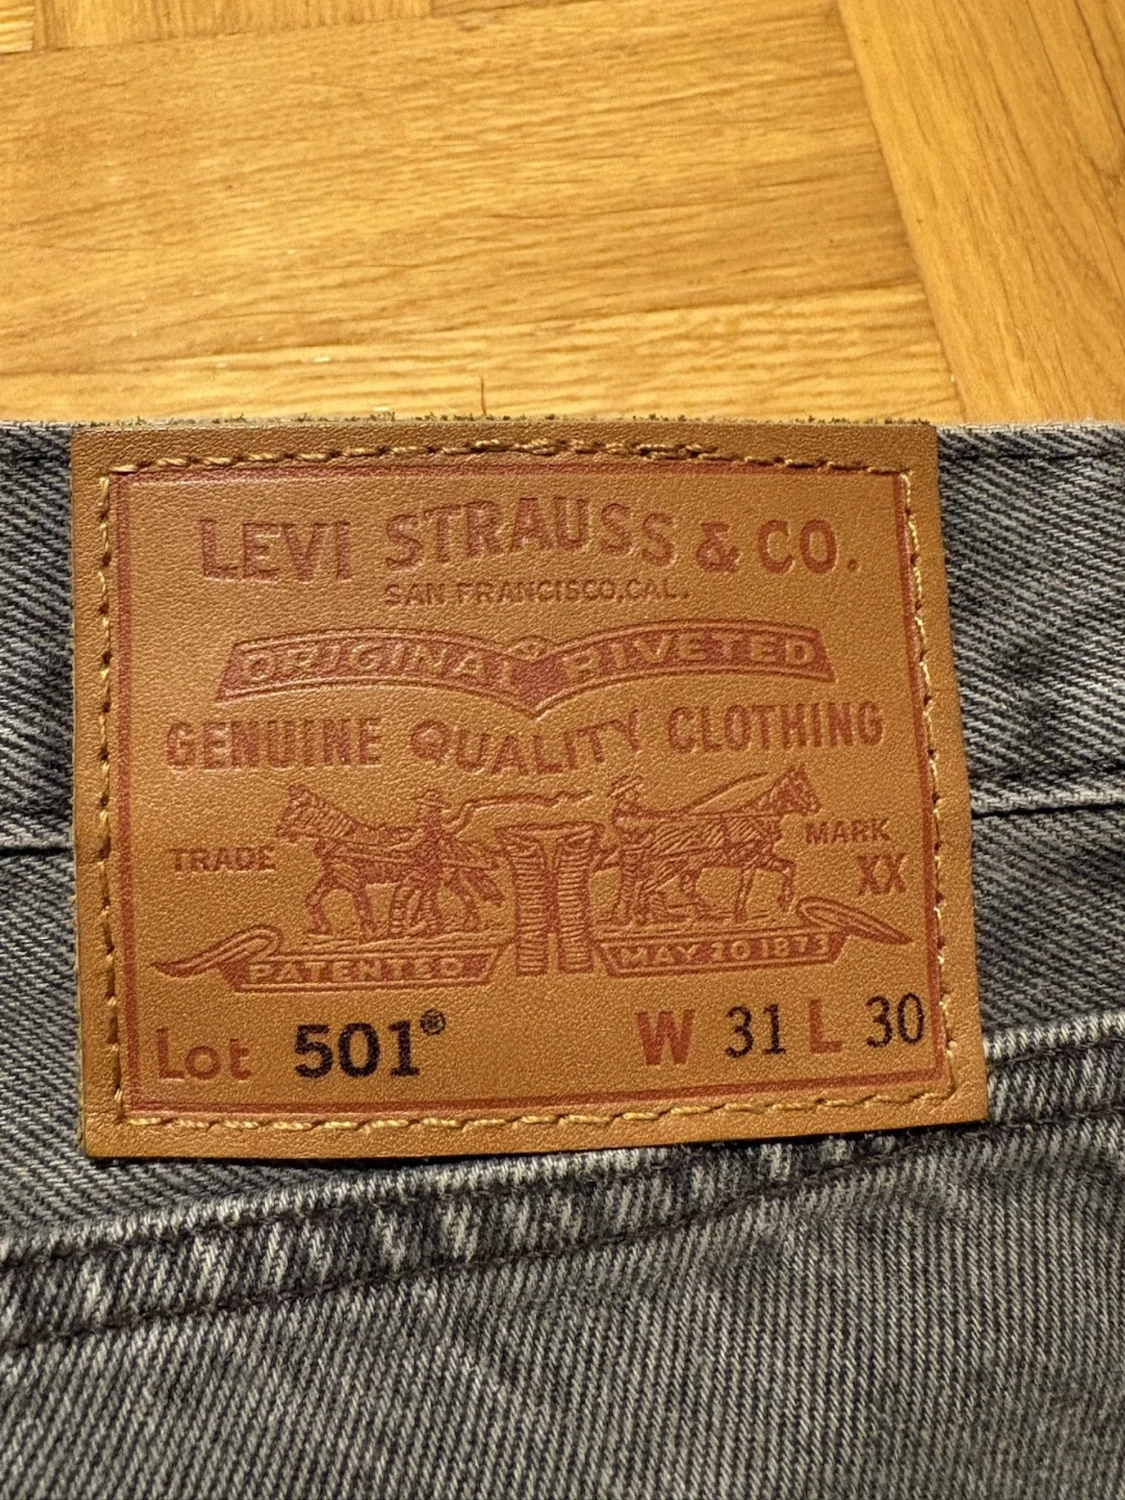 LEVI STRAUSS & CO.
SAN FRANCISCO, CAL.
ORIGINAL RIVETED
GENUINE QUALITY CLOTHING
TRADE MARK
XX
PATENTED MAY 20 1873
Lot 501® W 31 L 30